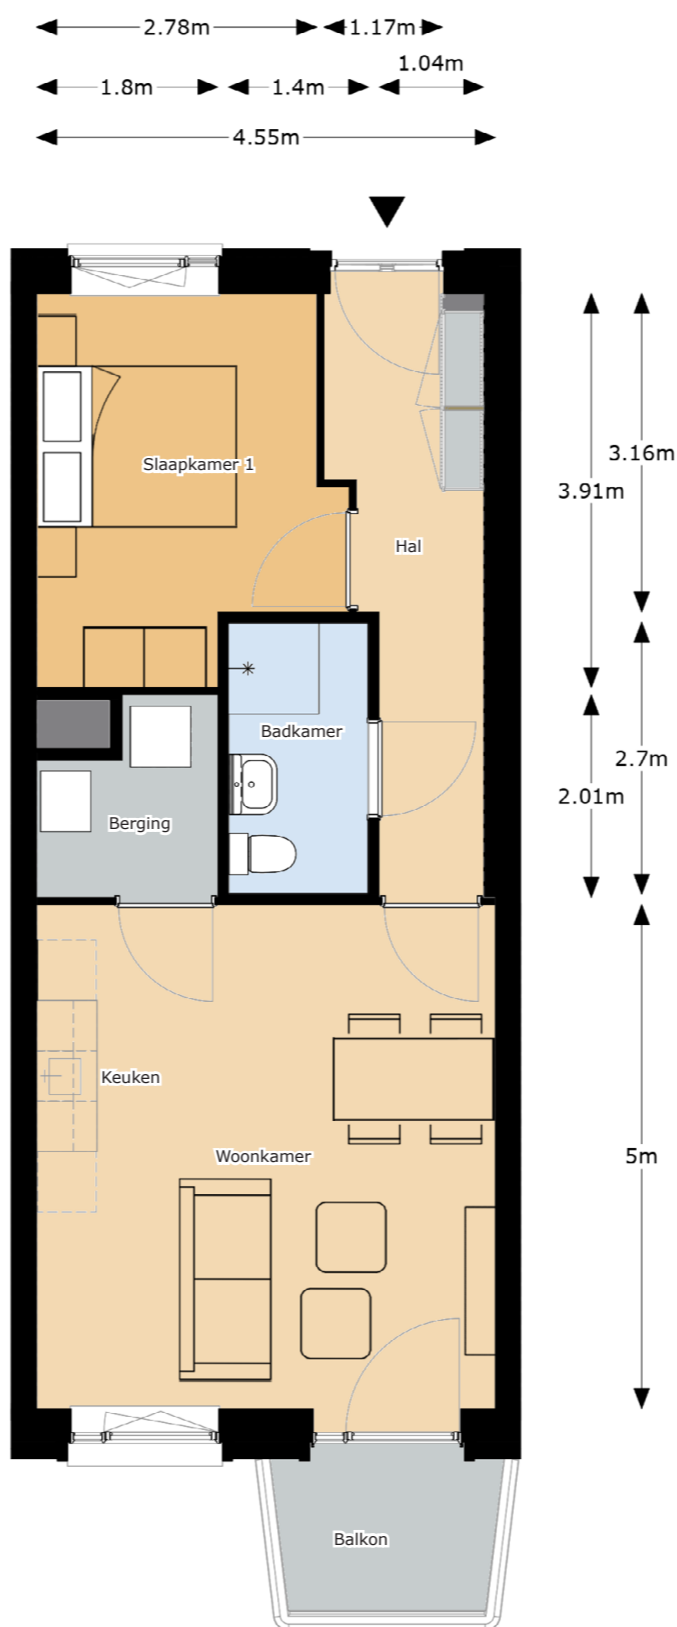 2.78m
1.17m
1.8m
1.4m
1.04m
4.55m
Slaapkamer 1
3.16m
3.91m
Hal
Badkamer
2.7m
2.01m
Berging
Keuken
Woonkamer
5m
Balkon